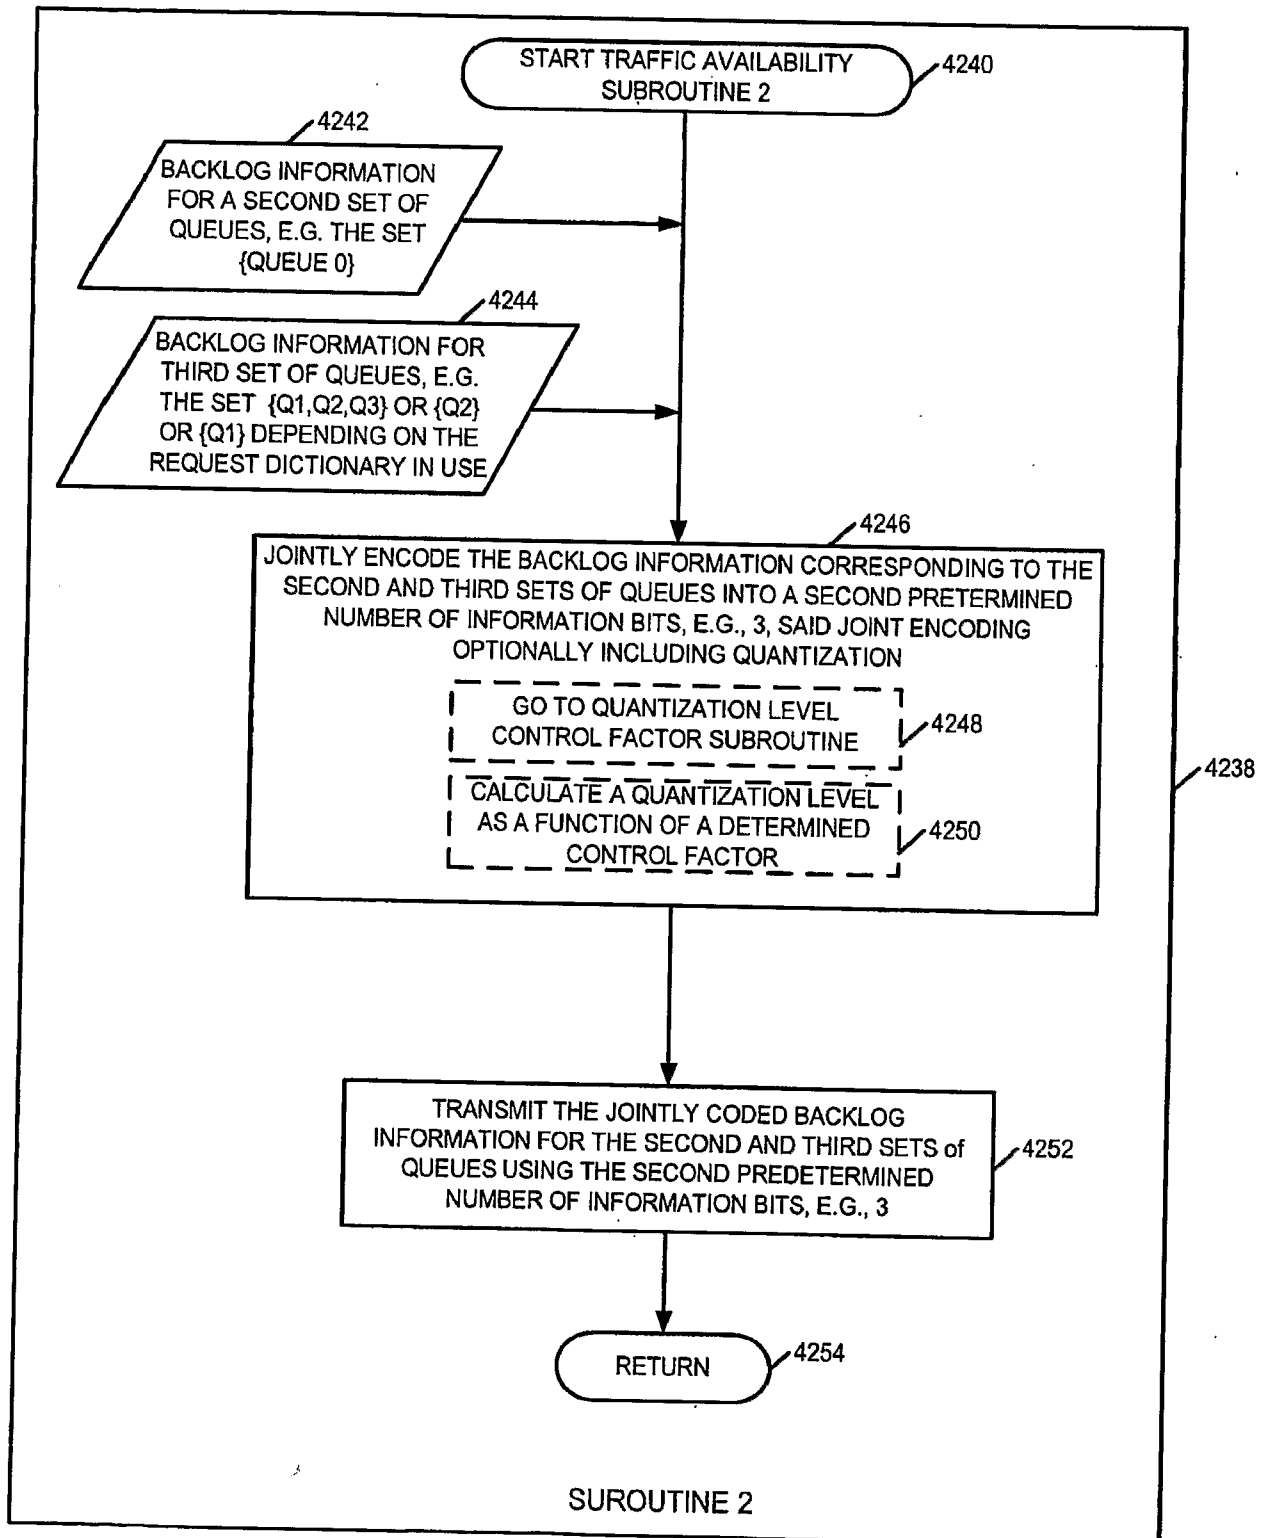 START TRAFFIC AVAILABILITY
SUBROUTINE 2
4240
4242
BACKLOG INFORMATION
FOR A SECOND SET OF
QUEUES, E.G. THE SET
{QUEUE 0}
4244
BACKLOG INFORMATION FOR
THIRD SET OF QUEUES, E.G.
THE SET {Q1,Q2,Q3} OR {Q2}
OR {Q1} DEPENDING ON THE
REQUEST DICTIONARY IN USE
4246
JOINTLY ENCODE THE BACKLOG INFORMATION CORRESPONDING TO THE
SECOND AND THIRD SETS OF QUEUES INTO A SECOND PRETERMINED
NUMBER OF INFORMATION BITS, E.G., 3, SAID JOINT ENCODING
OPTIONALLY INCLUDING QUANTIZATION
GO TO QUANTIZATION LEVEL
CONTROL FACTOR SUBROUTINE
4248
CALCULATE A QUANTIZATION LEVEL
AS A FUNCTION OF A DETERMINED
CONTROL FACTOR
4250
4238
TRANSMIT THE JOINTLY CODED BACKLOG
INFORMATION FOR THE SECOND AND THIRD SETS of
QUEUES USING THE SECOND PREDETERMINED
NUMBER OF INFORMATION BITS, E.G., 3
4252
RETURN
4254
SUROUTINE 2